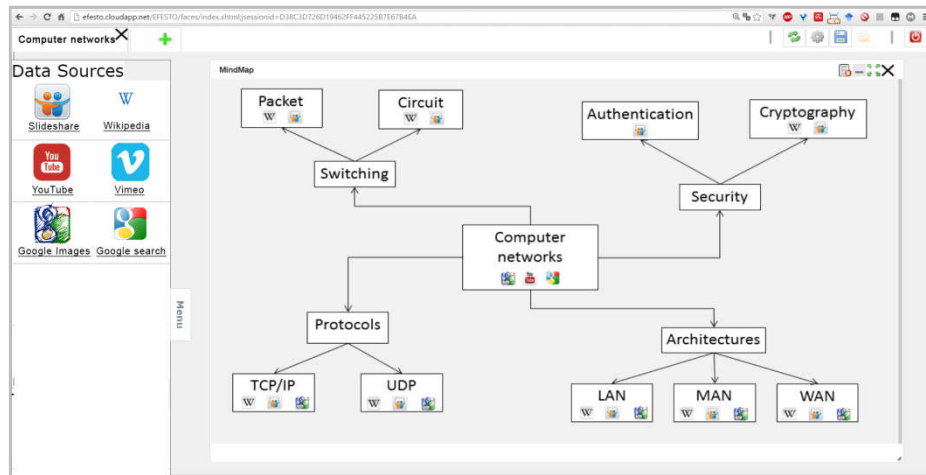 efesto.cloudapp.net/EFESTO/faces/index.xhtml;jsessionid=D38C3D726D19462FF445225B7E67B4EA
Computer networks
Data Sources
Slideshare Wikipedia
You
Tube
YouTube Vimeo
Google Images Google search
Menu
MindMap
Packet
Circuit
Authentication
Cryptography
Switching
Security
Computer
networks
Protocols
Architectures
TCP/IP
UDP
LAN
MAN
WAN